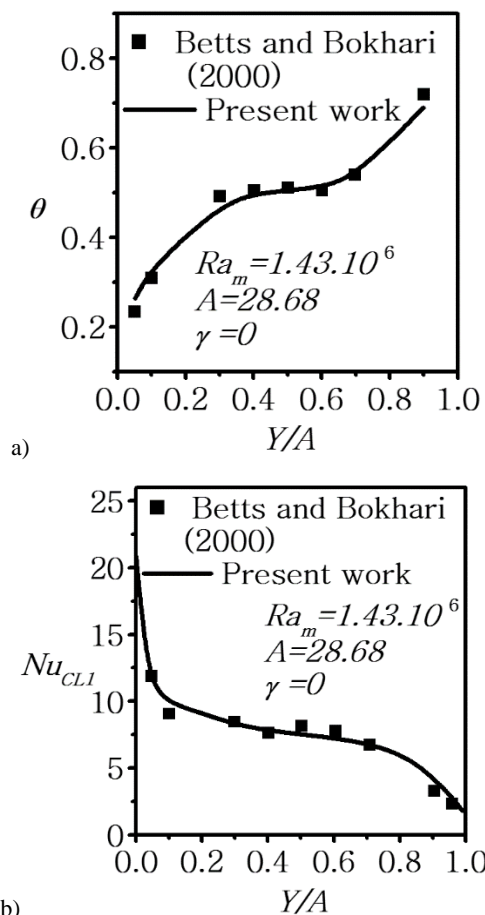 0.8
■ Betts and Bokhari
(2000)
— Present work
0.6
θ
0.4
Ra_m=1.43.10^6
A=28.68
γ =0
0.2
0.0 0.2 0.4 0.6 0.8 1.0
Y/A
a)
25
■ Betts and Bokhari
(2000)
20
— Present work
15
Ra_m=1.43.10^6
A=28.68
γ =0
Nu_CL1
10
5
0
0.0 0.2 0.4 0.6 0.8 1.0
Y/A
b)